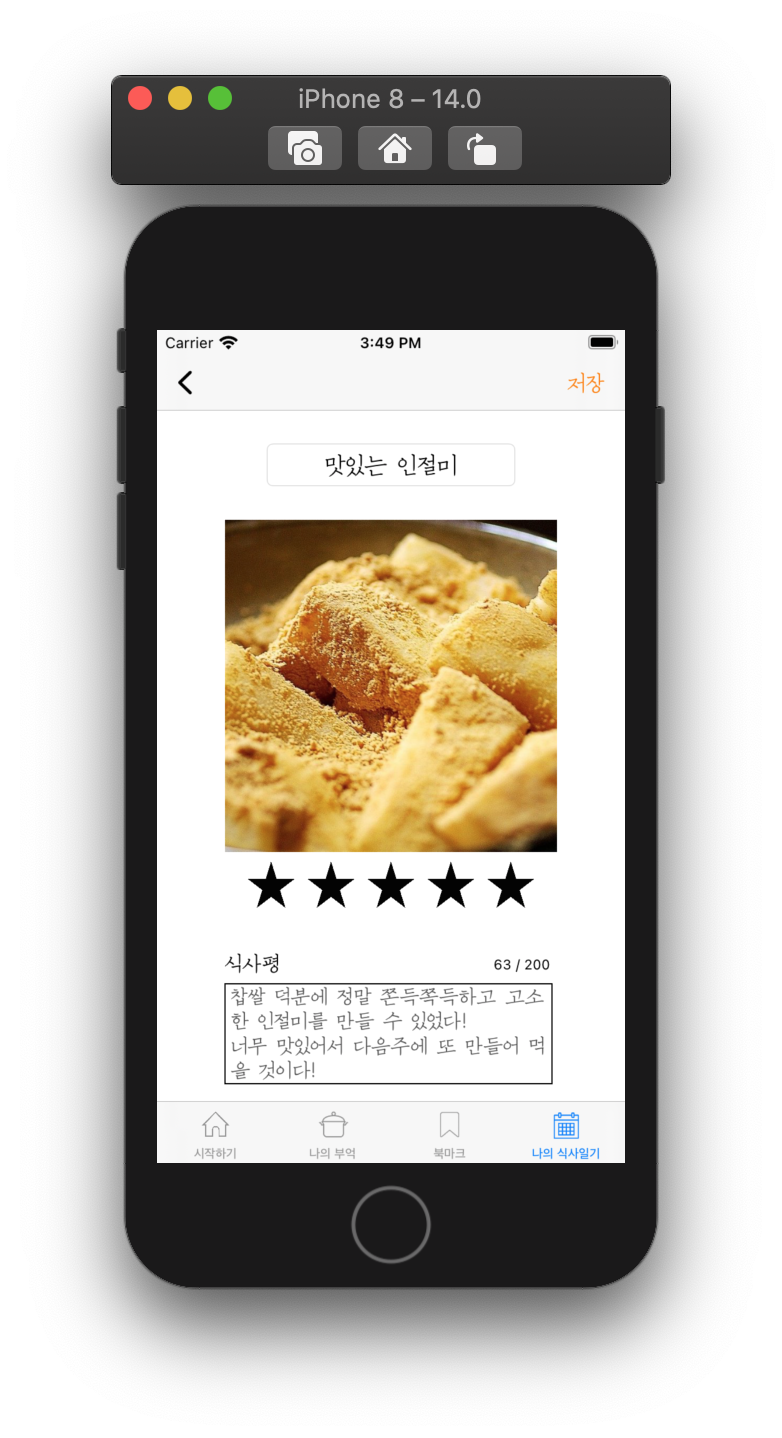 iPhone 8 – 14.0
Carrier 3:49 PM
저장
맛있는 인절미
식사평 63 / 200
찹쌀 덕분에 정말 쫀득쪽득하고 고소
한 인절미를 만들 수 있었다!
너무 맛있어서 다음주에 또 만들어 먹
을 것이다!
시작하기 나의 부엌 북마크 나의 식사일기